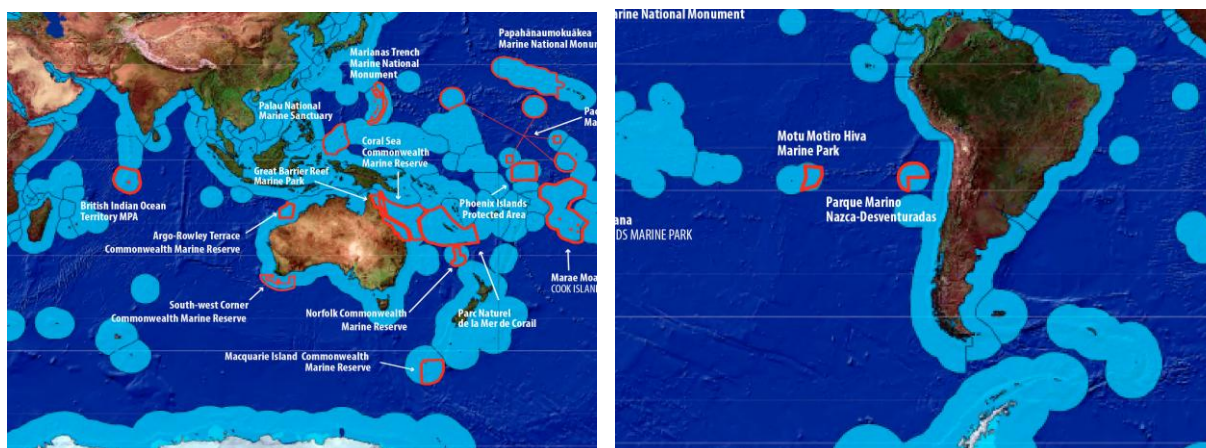 Papahānaumokuākea
Marine National Monu
Marianas Trench
Marine National
Monument
Palau National
Marine Sanctuary
Pac
Ma
Coral Sea
Commonwealth
Marine Reserve
Great Barrier Reef
Marine Park
British Indian Ocean
Territory MPA
Phoenix Islands
Protected Area
Argo-Rowley Terrace
Commonwealth Marine Reserve
Marae Moa
COOK ISLAN
South-west Corner
Commonwealth Marine Reserve
Norfolk Commonwealth
Marine Reserve
Parc Naturel
de la Mer de Corail
Macquarie Island Commonwealth
Marine Reserve
arine National Monument
Motu Motiro Hiva
Marine Park
Parque Marino
Nazca-Desventuradas
ana
DS MARINE PARK